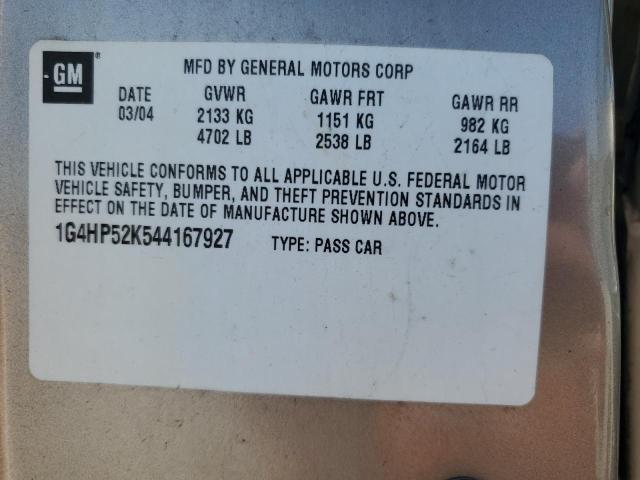 GM
MFD BY GENERAL MOTORS CORP
DATE GVWR GAWR FRT GAWR RR
03/04 2133 KG 1151 KG 982 KG
4702 LB 2538 LB 2164 LB
THIS VEHICLE CONFORMS TO ALL APPLICABLE U.S. FEDERAL MOTOR
VEHICLE SAFETY, BUMPER, AND THEFT PREVENTION STANDARDS IN
EFFECT ON THE DATE OF MANUFACTURE SHOWN ABOVE.
1G4HP52K544167927 TYPE: PASS CAR